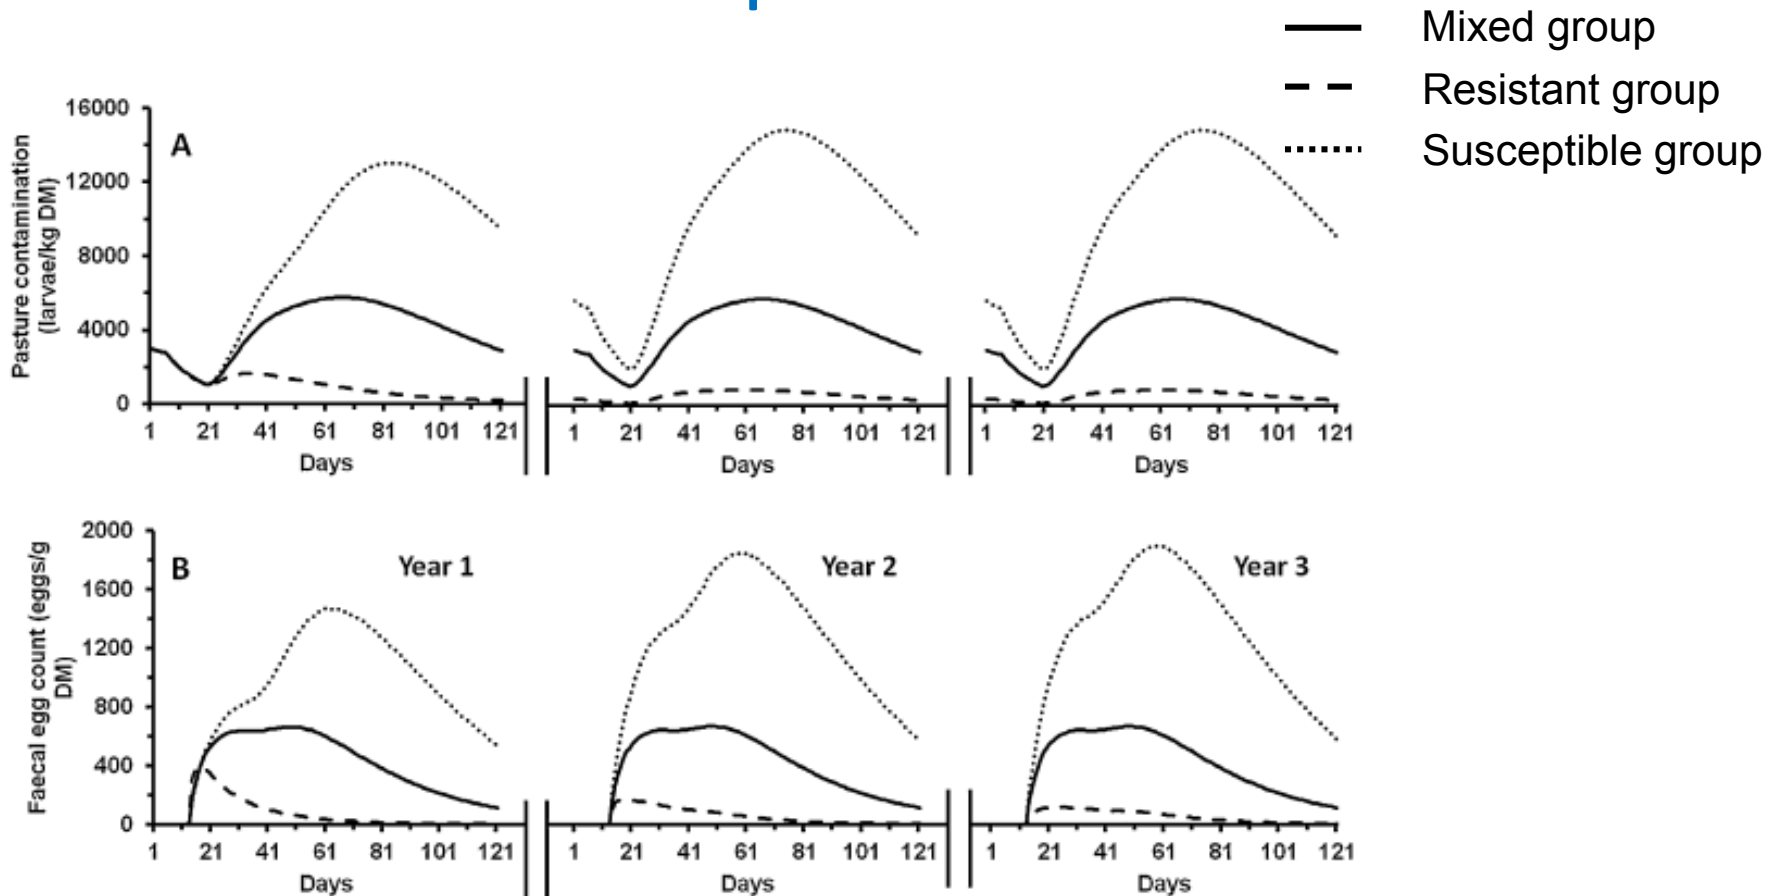 Mixed group
Resistant group
Susceptible group
A
Pasture contamination
(larvae/kg DM)
16000
12000
8000
4000
0
1 21 41 61 81 101 121
1 21 41 61 81 101 121
1 21 41 61 81 101 121
Days
Days
Days
B
Year 1
Year 2
Year 3
Faecal egg count (eggs/g
DM)
2000
1600
1200
800
400
0
1 21 41 61 81 101 121
1 21 41 61 81 101 121
1 21 41 61 81 101 121
Days
Days
Days